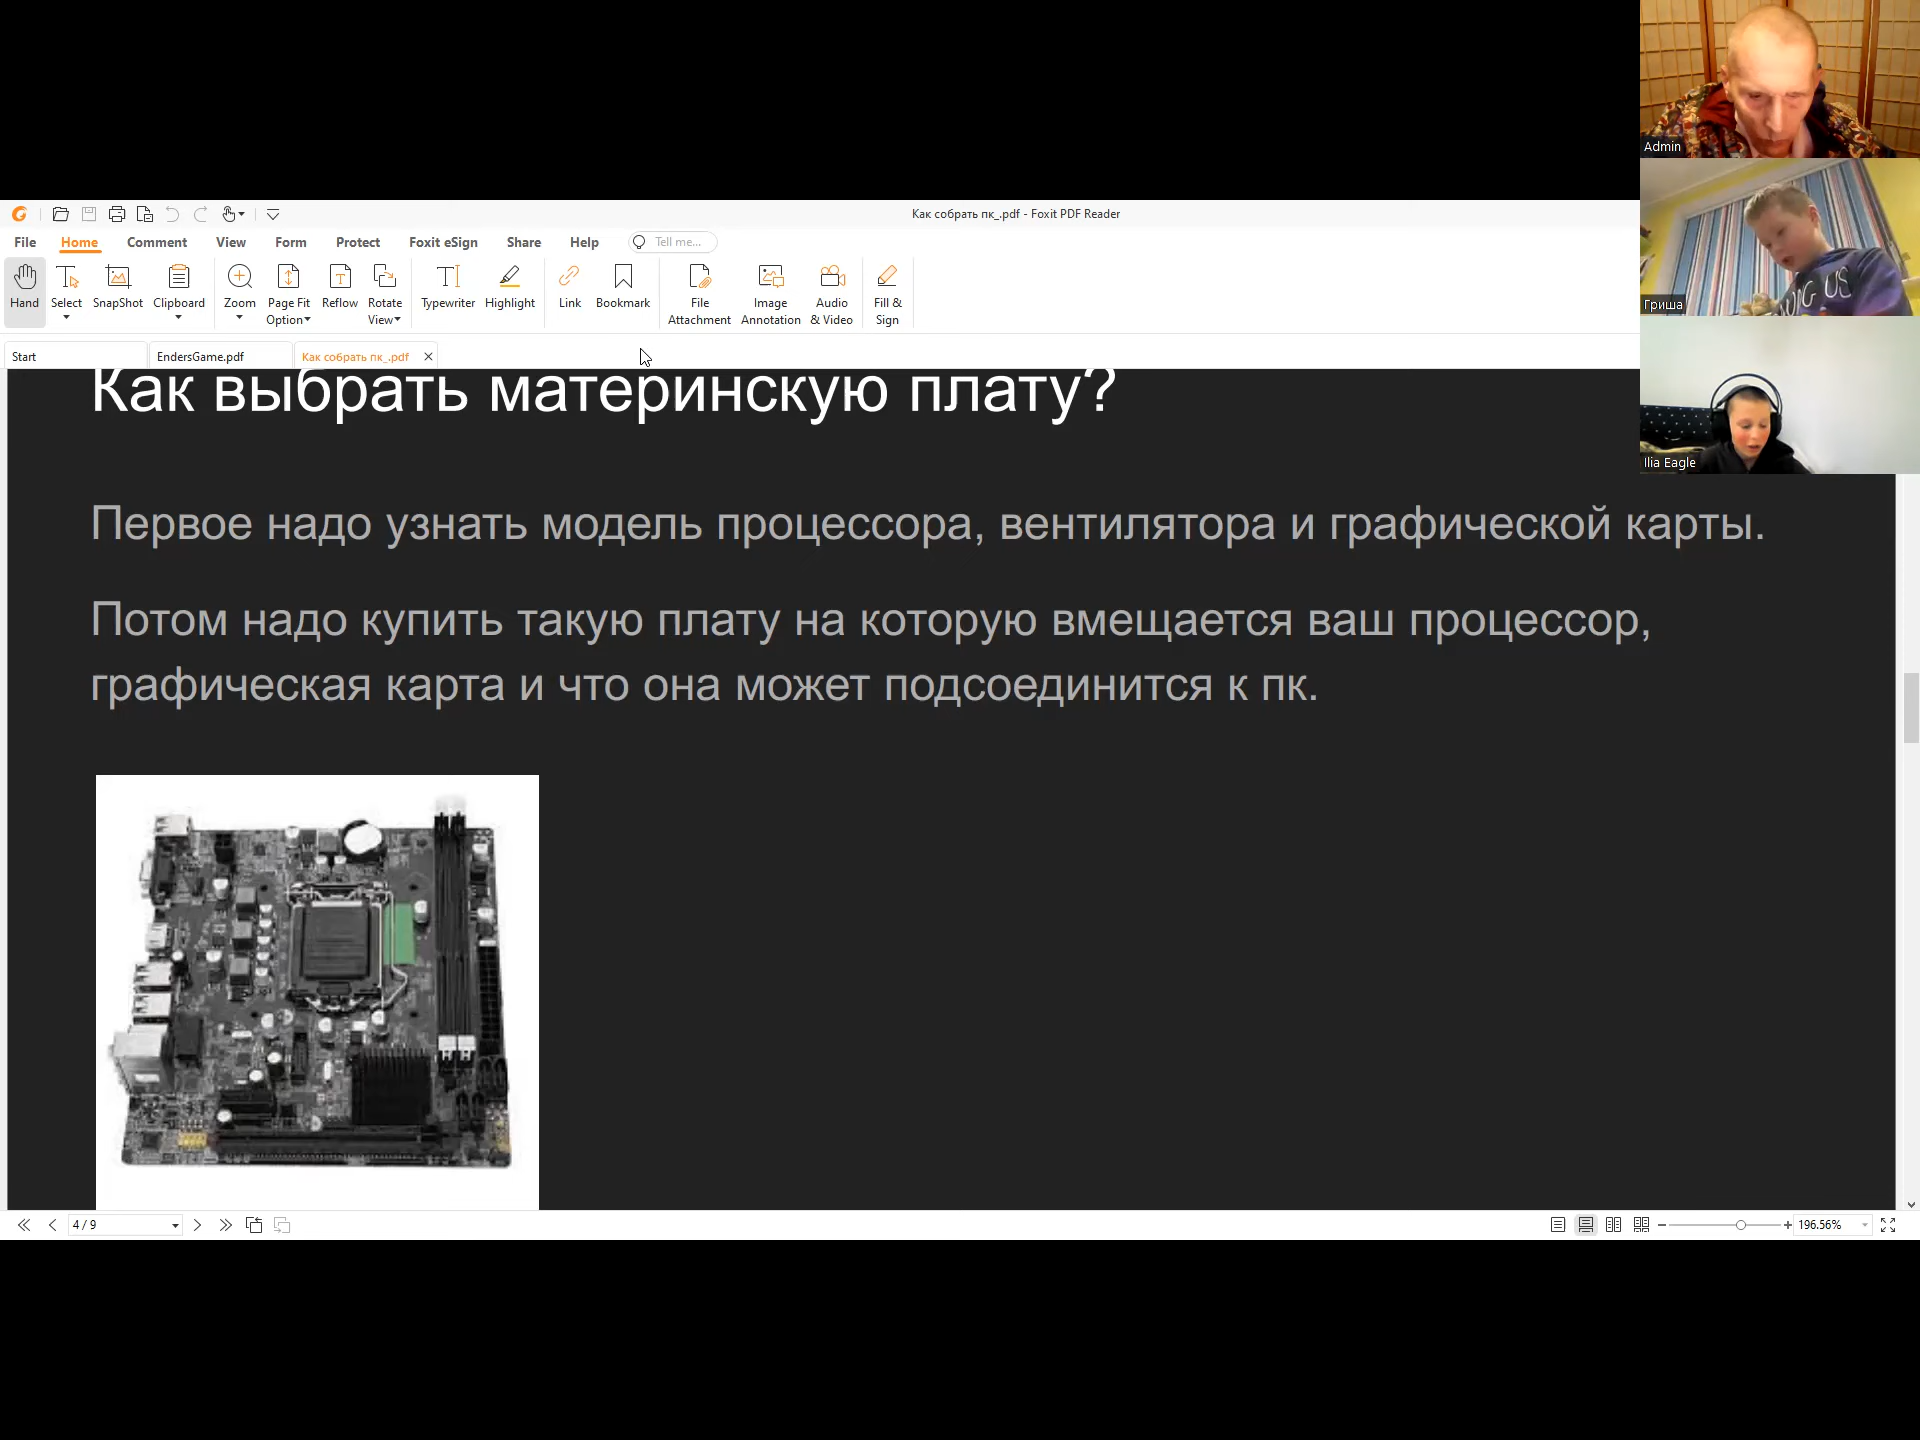 Admin
Как собрать пк_.pdf - Foxit PDF Reader
File Home Comment View Form Protect Foxit eSign Share Help Tell me...
Hand Select SnapShot Clipboard Zoom Page Fit Option Reflow Rotate View Typewriter Highlight Link Bookmark File Attachment Image Annotation Audio & Video Fill & Sign
Гриша
Start EndersGame.pdf Как собрать пк_.pdf
Как выбрать материнскую плату?
Ilia Eagle
Первое надо узнать модель процессора, вентилятора и графической карты.
Потом надо купить такую плату на которую вмещается ваш процессор,
графическая карта и что она может подсоединится к пк.
4 / 9 196.56%